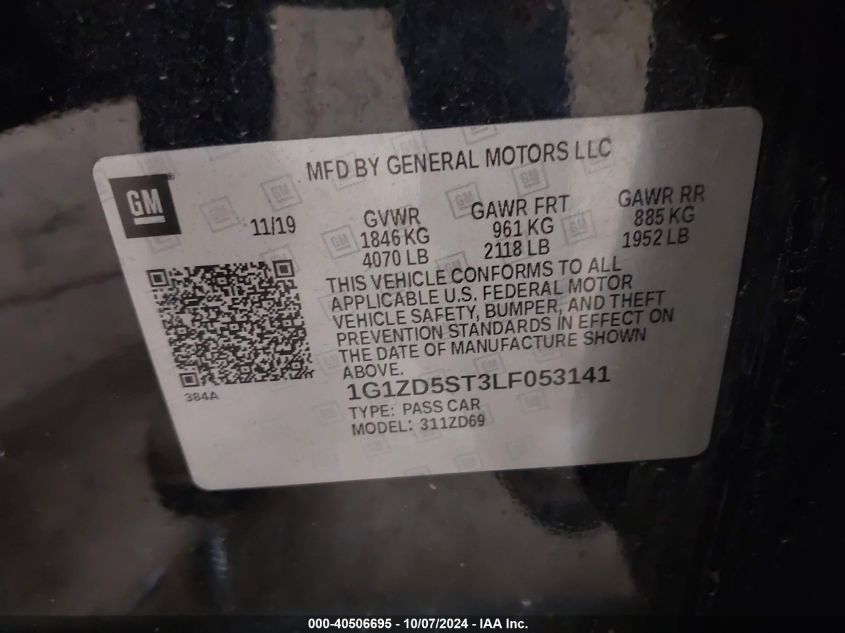 MFD BY GENERAL MOTORS LLC
GM
11/19
GVWR GAWR FRT GAWR RR
1846 KG 961 KG 885 KG
4070 LB 2118 LB 1952 LB
THIS VEHICLE CONFORMS TO ALL
APPLICABLE U.S. FEDERAL MOTOR
VEHICLE SAFETY, BUMPER, AND THEFT
PREVENTION STANDARDS IN EFFECT ON
THE DATE OF MANUFACTURE SHOWN
ABOVE.
384A
1G1ZD5ST3LF053141
TYPE: PASS CAR
MODEL: 311ZD69
000-40506695 - 10/07/2024 - IAA Inc.